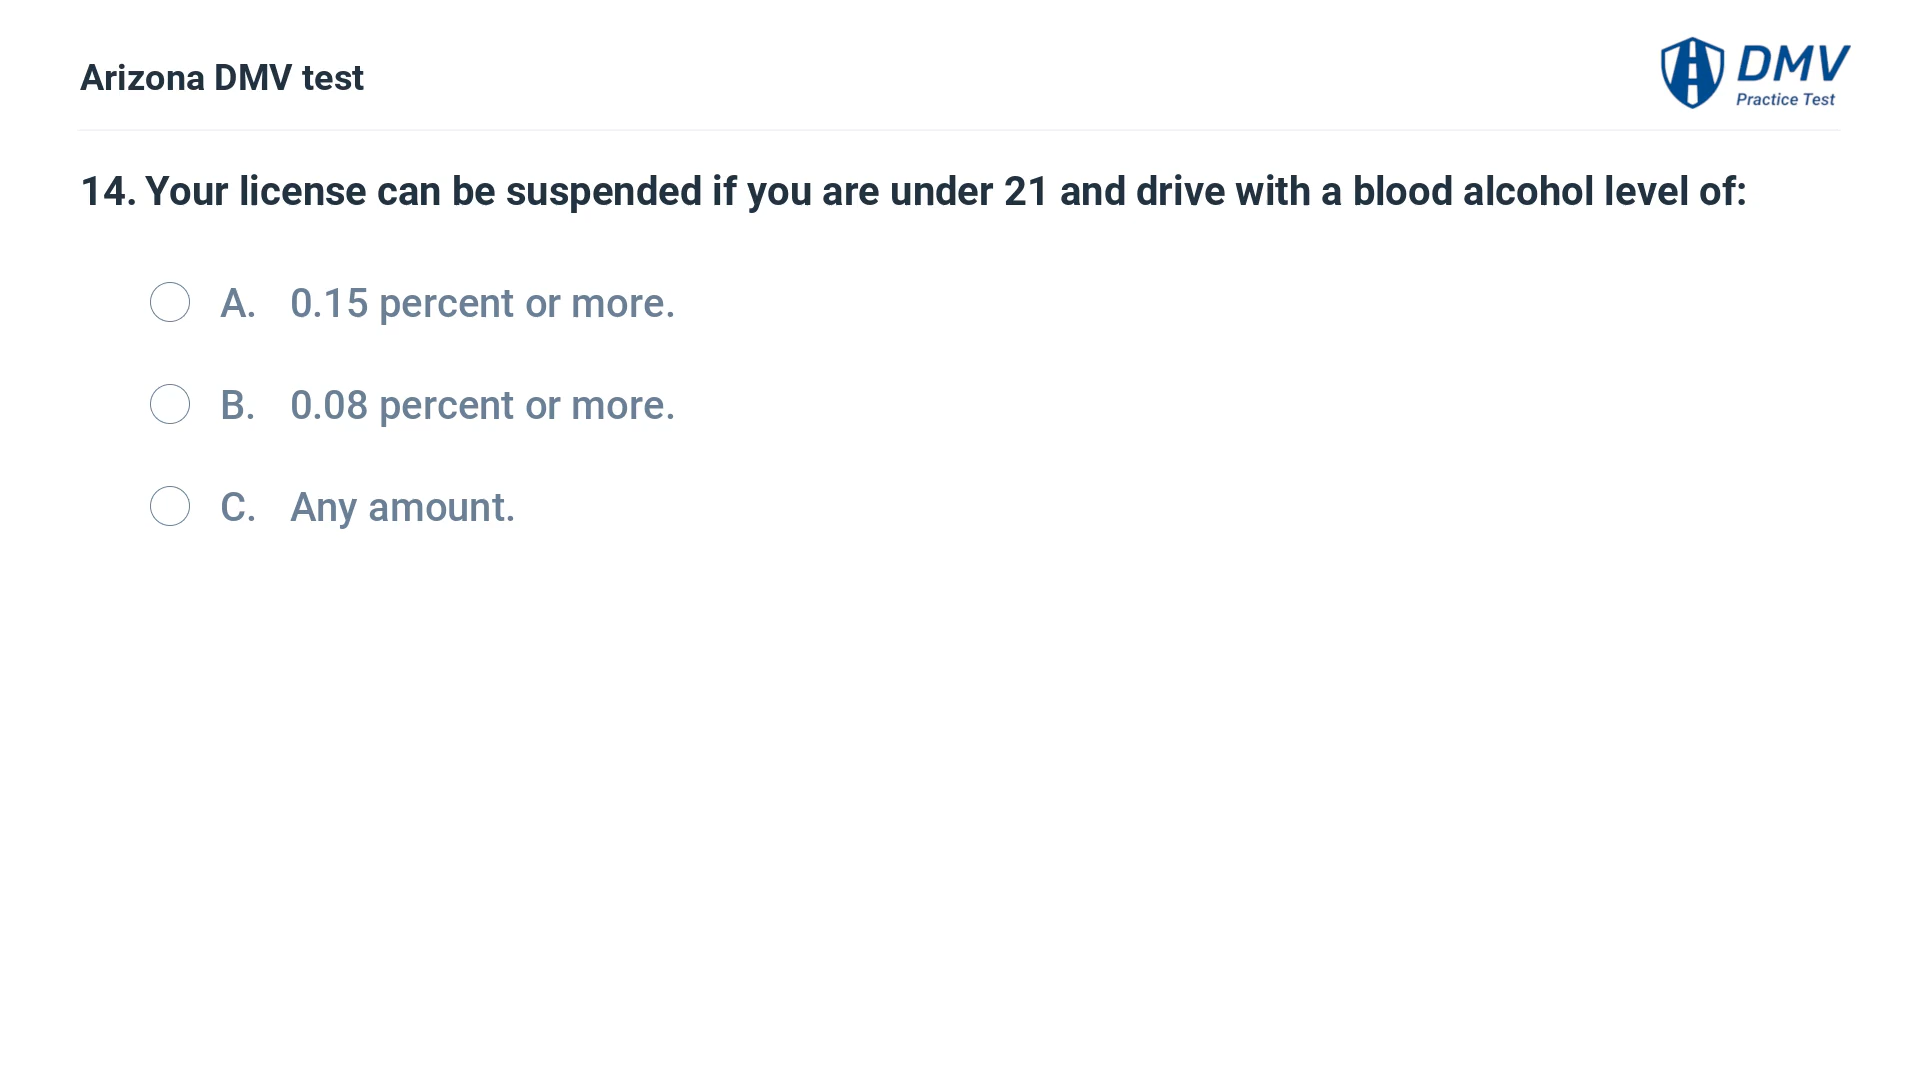 Arizona DMV test
DMV
Practice Test
14. Your license can be suspended if you are under 21 and drive with a blood alcohol level of:
A. 0.15 percent or more.
B. 0.08 percent or more.
C. Any amount.